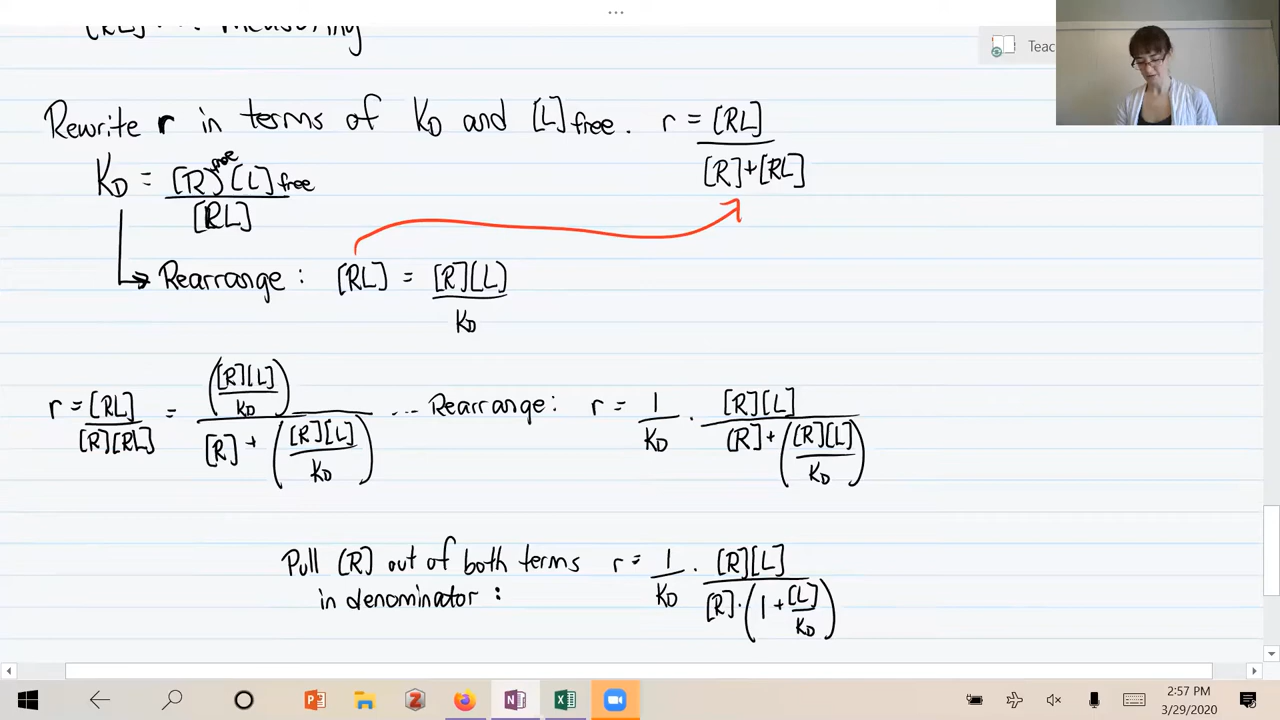 [RL] ... measuring
Teac
Rewrite r in terms of KD and [L]free. r = [RL] / [R]+[RL]
KD = [R]free [L]free / [RL]
Rearrange: [RL] = [R][L] / KD
r = [RL] / [R][RL] = ([R][L] / KD) / [R] + ([R][L] / KD) ... Rearrange: r = 1 / KD · [R][L] / [R] + ([R][L] / KD)
Pull [R] out of both terms r = 1 / KD · [R][L] / [R]·(1 + [L] / KD)
in denominator:
2:57 PM
3/29/2020